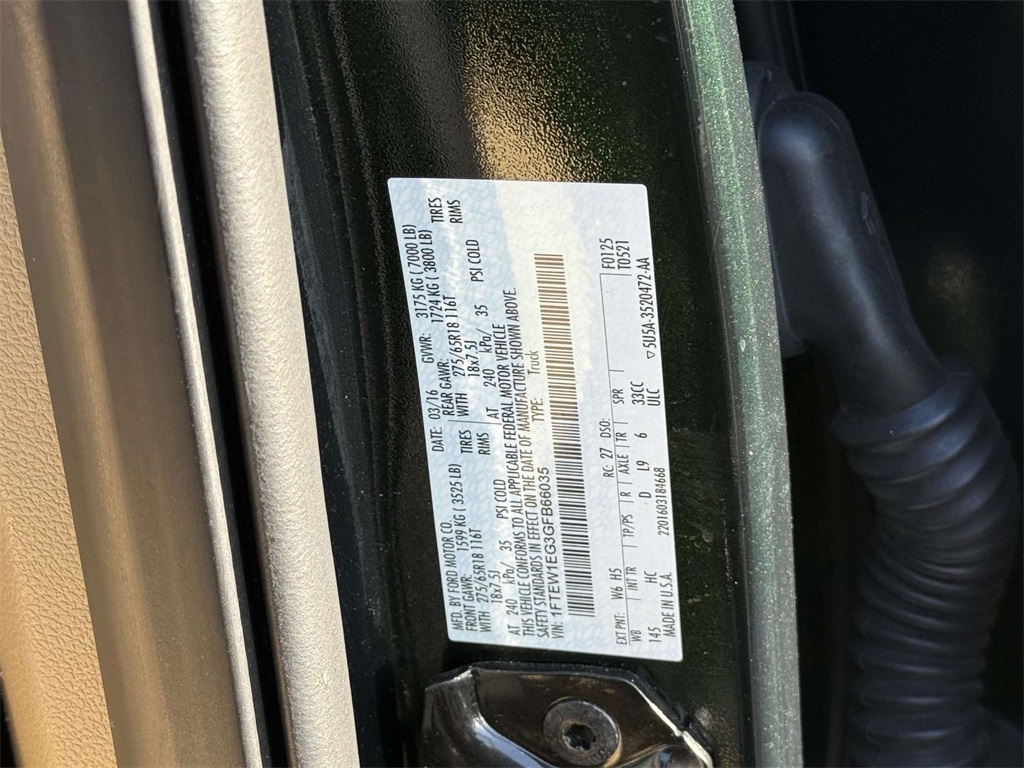 MFD. BY FORD MOTOR CO. DATE: 03/16 GVWR: 3175 KG ( 7000 LB)
FRONT GAWR: 1599 KG ( 3525 LB) REAR GAWR: 1724 KG ( 3800 LB)
WITH 275/65R18 116T TIRES WITH 275/65R18 116T TIRES
18x7.5J RIMS 18x7.5J RIMS
AT 240 kPa/ 35 PSI COLD AT 240 kPa/ 35 PSI COLD
THIS VEHICLE CONFORMS TO ALL APPLICABLE FEDERAL MOTOR VEHICLE
SAFETY STANDARDS IN EFFECT ON THE DATE OF MANUFACTURE SHOWN ABOVE.
VIN: 1FTEW1EG3GFB66035 TYPE: Truck
EXT PNT: W6 H5 RC: 27 DSO: F0125
WB INT TR TP/PS R AXLE TR SPR T0521
145 HC D L9 6 33CC ▽ 5U5A-3520472-AA
MADE IN U.S.A. 2201603184668 ULC